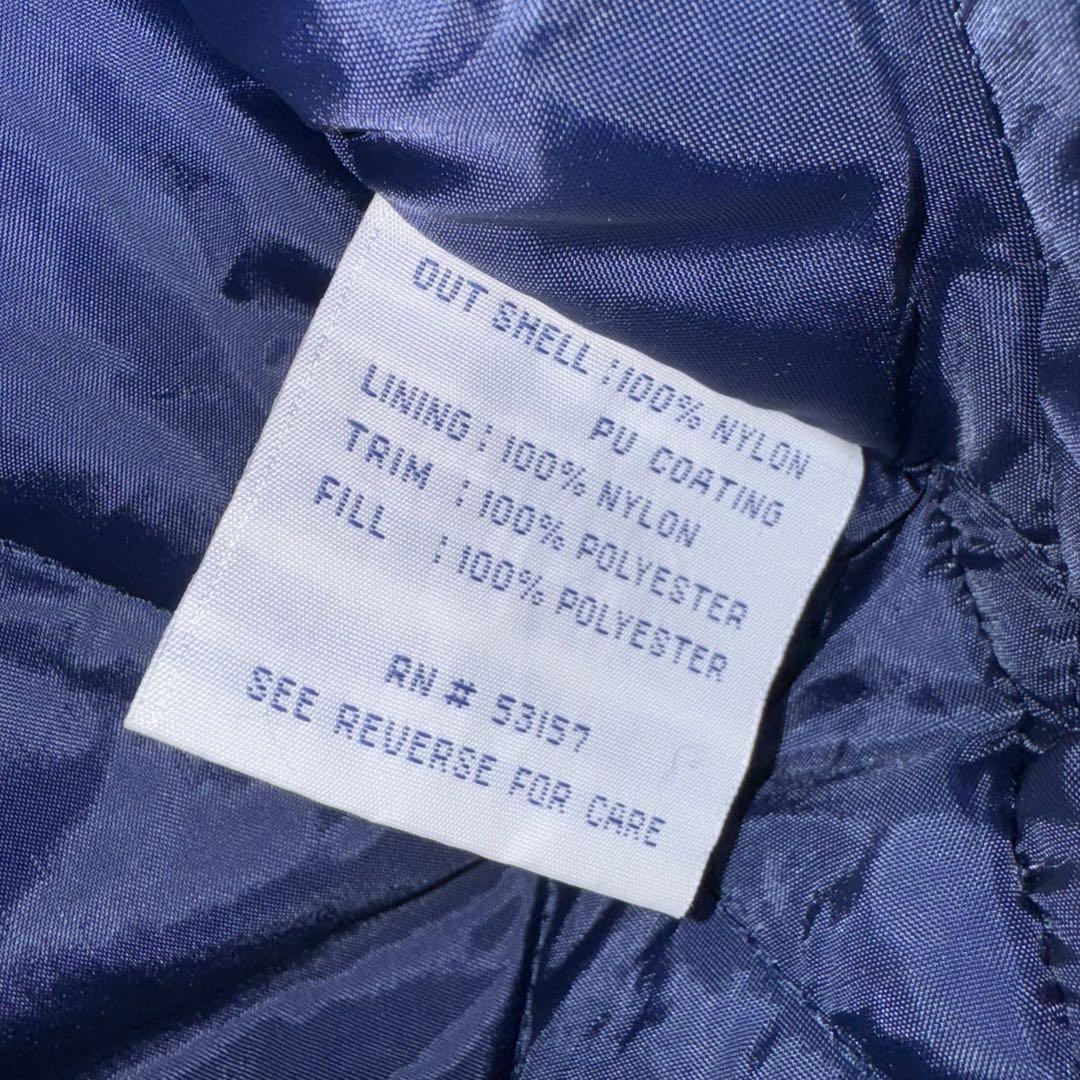 OUT SHELL : 100% NYLON
PU COATING
LINING : 100% NYLON
TRIM : 100% POLYESTER
FILL : 100% POLYESTER
RN # 53157
SEE REVERSE FOR CARE